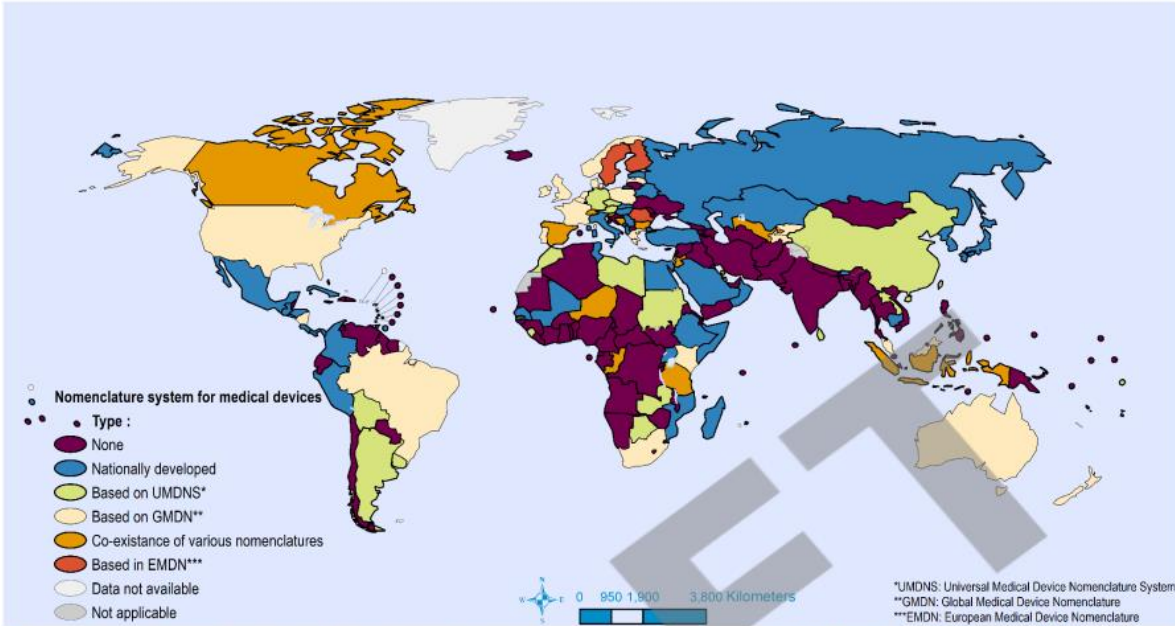 Nomenclature system for medical devices
Type :
None
Nationally developed
Based on UMDNS*
Based on GMDN**
Co-existance of various nomenclatures
Based in EMDN***
Data not available
Not applicable
N
W E
S
0 950 1,900 3,800 Kilometers
*UMDNS: Universal Medical Device Nomenclature System
**GMDN: Global Medical Device Nomenclature
***EMDN: European Medical Device Nomenclature
FT